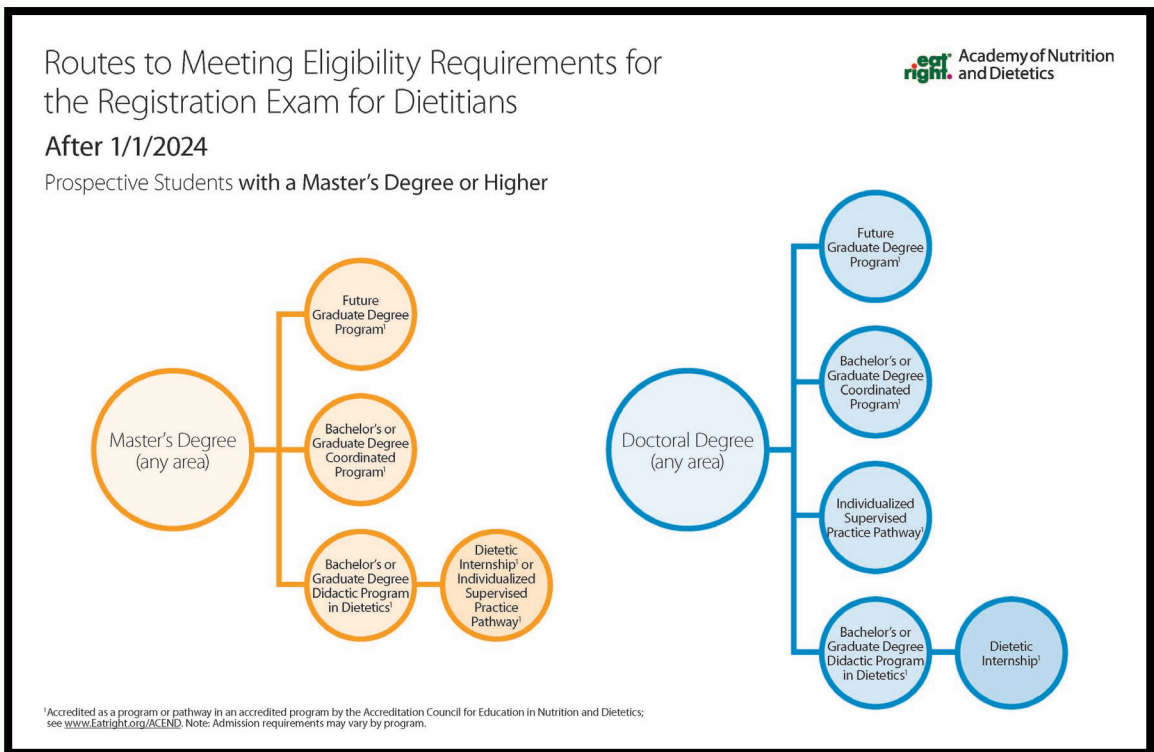 Routes to Meeting Eligibility Requirements for
the Registration Exam for Dietitians
After 1/1/2024
Prospective Students with a Master's Degree or Higher
eat
right.
Academy of Nutrition
and Dietetics
Master's Degree
(any area)
Future
Graduate Degree
Program¹
Bachelor's or
Graduate Degree
Coordinated
Program¹
Bachelor's or
Graduate Degree
Didactic Program
in Dietetics¹
Dietetic
Internship¹ or
Individualized
Supervised
Practice
Pathway¹
Doctoral Degree
(any area)
Future
Graduate Degree
Program¹
Bachelor's or
Graduate Degree
Coordinated
Program¹
Individualized
Supervised
Practice Pathway¹
Bachelor's or
Graduate Degree
Didactic Program
in Dietetics¹
Dietetic
Internship¹
¹Accredited as a program or pathway in an accredited program by the Accreditation Council for Education in Nutrition and Dietetics;
see www.Eatright.org/ACEND. Note: Admission requirements may vary by program.